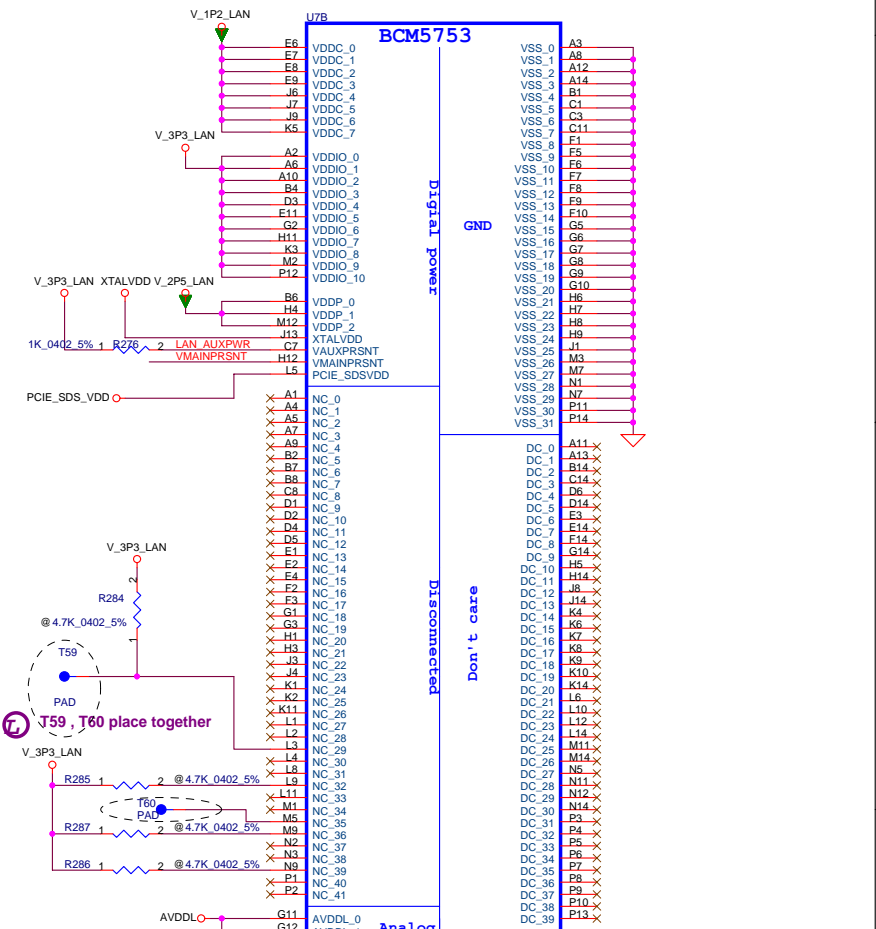 V_1P2_LAN
U7B
BCM5753
E6 VDDC_0
E7 VDDC_1
E8 VDDC_2
E9 VDDC_3
J6 VDDC_4
J7 VDDC_5
J9 VDDC_6
K5 VDDC_7
V_3P3_LAN
A2 VDDIO_0
A6 VDDIO_1
A10 VDDIO_2
B4 VDDIO_3
D3 VDDIO_4
E11 VDDIO_5
G2 VDDIO_6
H11 VDDIO_7
K3 VDDIO_8
M2 VDDIO_9
P12 VDDIO_10
V_3P3_LAN XTALVDD V_2P5_LAN
B6 VDDP_0
H4 VDDP_1
M12 VDDP_2
J13 XTALVDD
1K_0402_5% 1 R276 2 LAN_AUXPWR C7 VAUXPRSNT
VMAINPRSNT H12 VMAINPRSNT
L5 PCIE_SDSVDD
PCIE_SDS_VDD
Digial power
GND
VSS_0 A3
VSS_1 A8
VSS_2 A12
VSS_3 A14
VSS_4 B1
VSS_5 C1
VSS_6 C3
VSS_7 C11
VSS_8 F1
VSS_9 F5
VSS_10 F6
VSS_11 F7
VSS_12 F8
VSS_13 F9
VSS_14 F10
VSS_15 G5
VSS_16 G6
VSS_17 G7
VSS_18 G8
VSS_19 G9
VSS_20 G10
VSS_21 H6
VSS_22 H7
VSS_23 H8
VSS_24 H9
VSS_25 J1
VSS_26 M3
VSS_27 M7
VSS_28 N1
VSS_29 N7
VSS_30 P11
VSS_31 P14
A1 NC_0
A4 NC_1
A5 NC_2
A7 NC_3
A9 NC_4
B2 NC_5
B7 NC_6
B8 NC_7
C8 NC_8
D1 NC_9
D2 NC_10
D4 NC_11
D5 NC_12
E1 NC_13
E2 NC_14
E4 NC_15
F2 NC_16
F3 NC_17
G1 NC_18
G3 NC_19
H1 NC_20
H3 NC_21
J3 NC_22
J4 NC_23
K1 NC_24
K2 NC_25
K11 NC_26
L1 NC_27
L2 NC_28
L3 NC_29
L4 NC_30
L8 NC_31
L9 NC_32
L11 NC_33
M1 NC_34
M5 NC_35
M9 NC_36
N2 NC_37
N3 NC_38
N9 NC_39
P1 NC_40
P2 NC_41
Disconnected
Don't care
DC_0 A11
DC_1 A13
DC_2 B14
DC_3 C14
DC_4 D6
DC_5 D14
DC_6 E3
DC_7 E14
DC_8 F14
DC_9 G14
DC_10 H5
DC_11 H14
DC_12 J8
DC_13 J14
DC_14 K4
DC_15 K6
DC_16 K7
DC_17 K8
DC_18 K9
DC_19 K10
DC_20 K14
DC_21 L6
DC_22 L10
DC_23 L12
DC_24 L14
DC_25 M11
DC_26 M14
DC_27 N5
DC_28 N11
DC_29 N12
DC_30 N14
DC_31 P3
DC_32 P4
DC_33 P5
DC_34 P6
DC_35 P7
DC_36 P8
DC_37 P9
DC_38 P10
DC_39 P13
V_3P3_LAN
2
R284
@4.7K_0402_5%
1
T59
PAD
L T59 , T60 place together
V_3P3_LAN
R285 1 2 @4.7K_0402_5%
T60
PAD
R287 1 2 @4.7K_0402_5%
R286 1 2 @4.7K_0402_5%
AVDDL
G11 AVDDL_0
G12
Analog